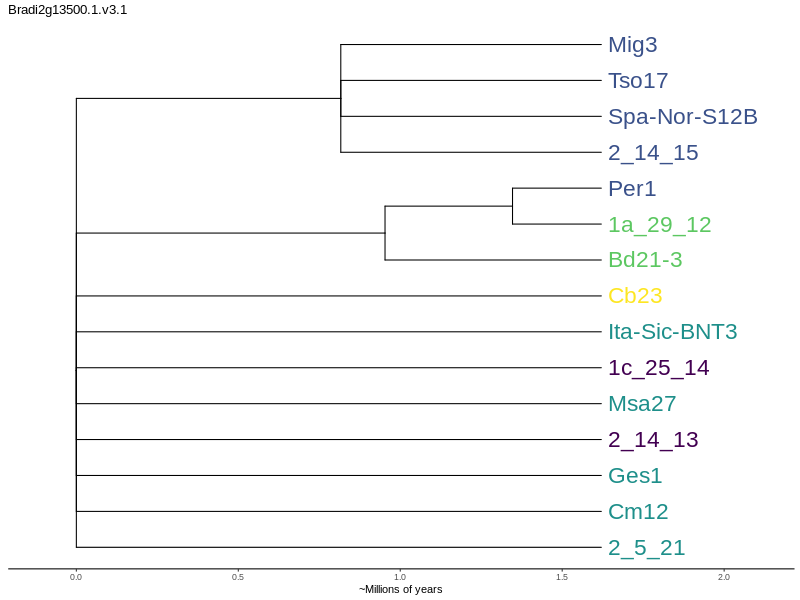 Bradi2g13500.1.v3.1
Mig3
Tso17
Spa-Nor-S12B
2_14_15
Per1
1a_29_12
Bd21-3
Cb23
Ita-Sic-BNT3
1c_25_14
Msa27
2_14_13
Ges1
Cm12
2_5_21
0.0 0.5 1.0 1.5 2.0
~Millions of years